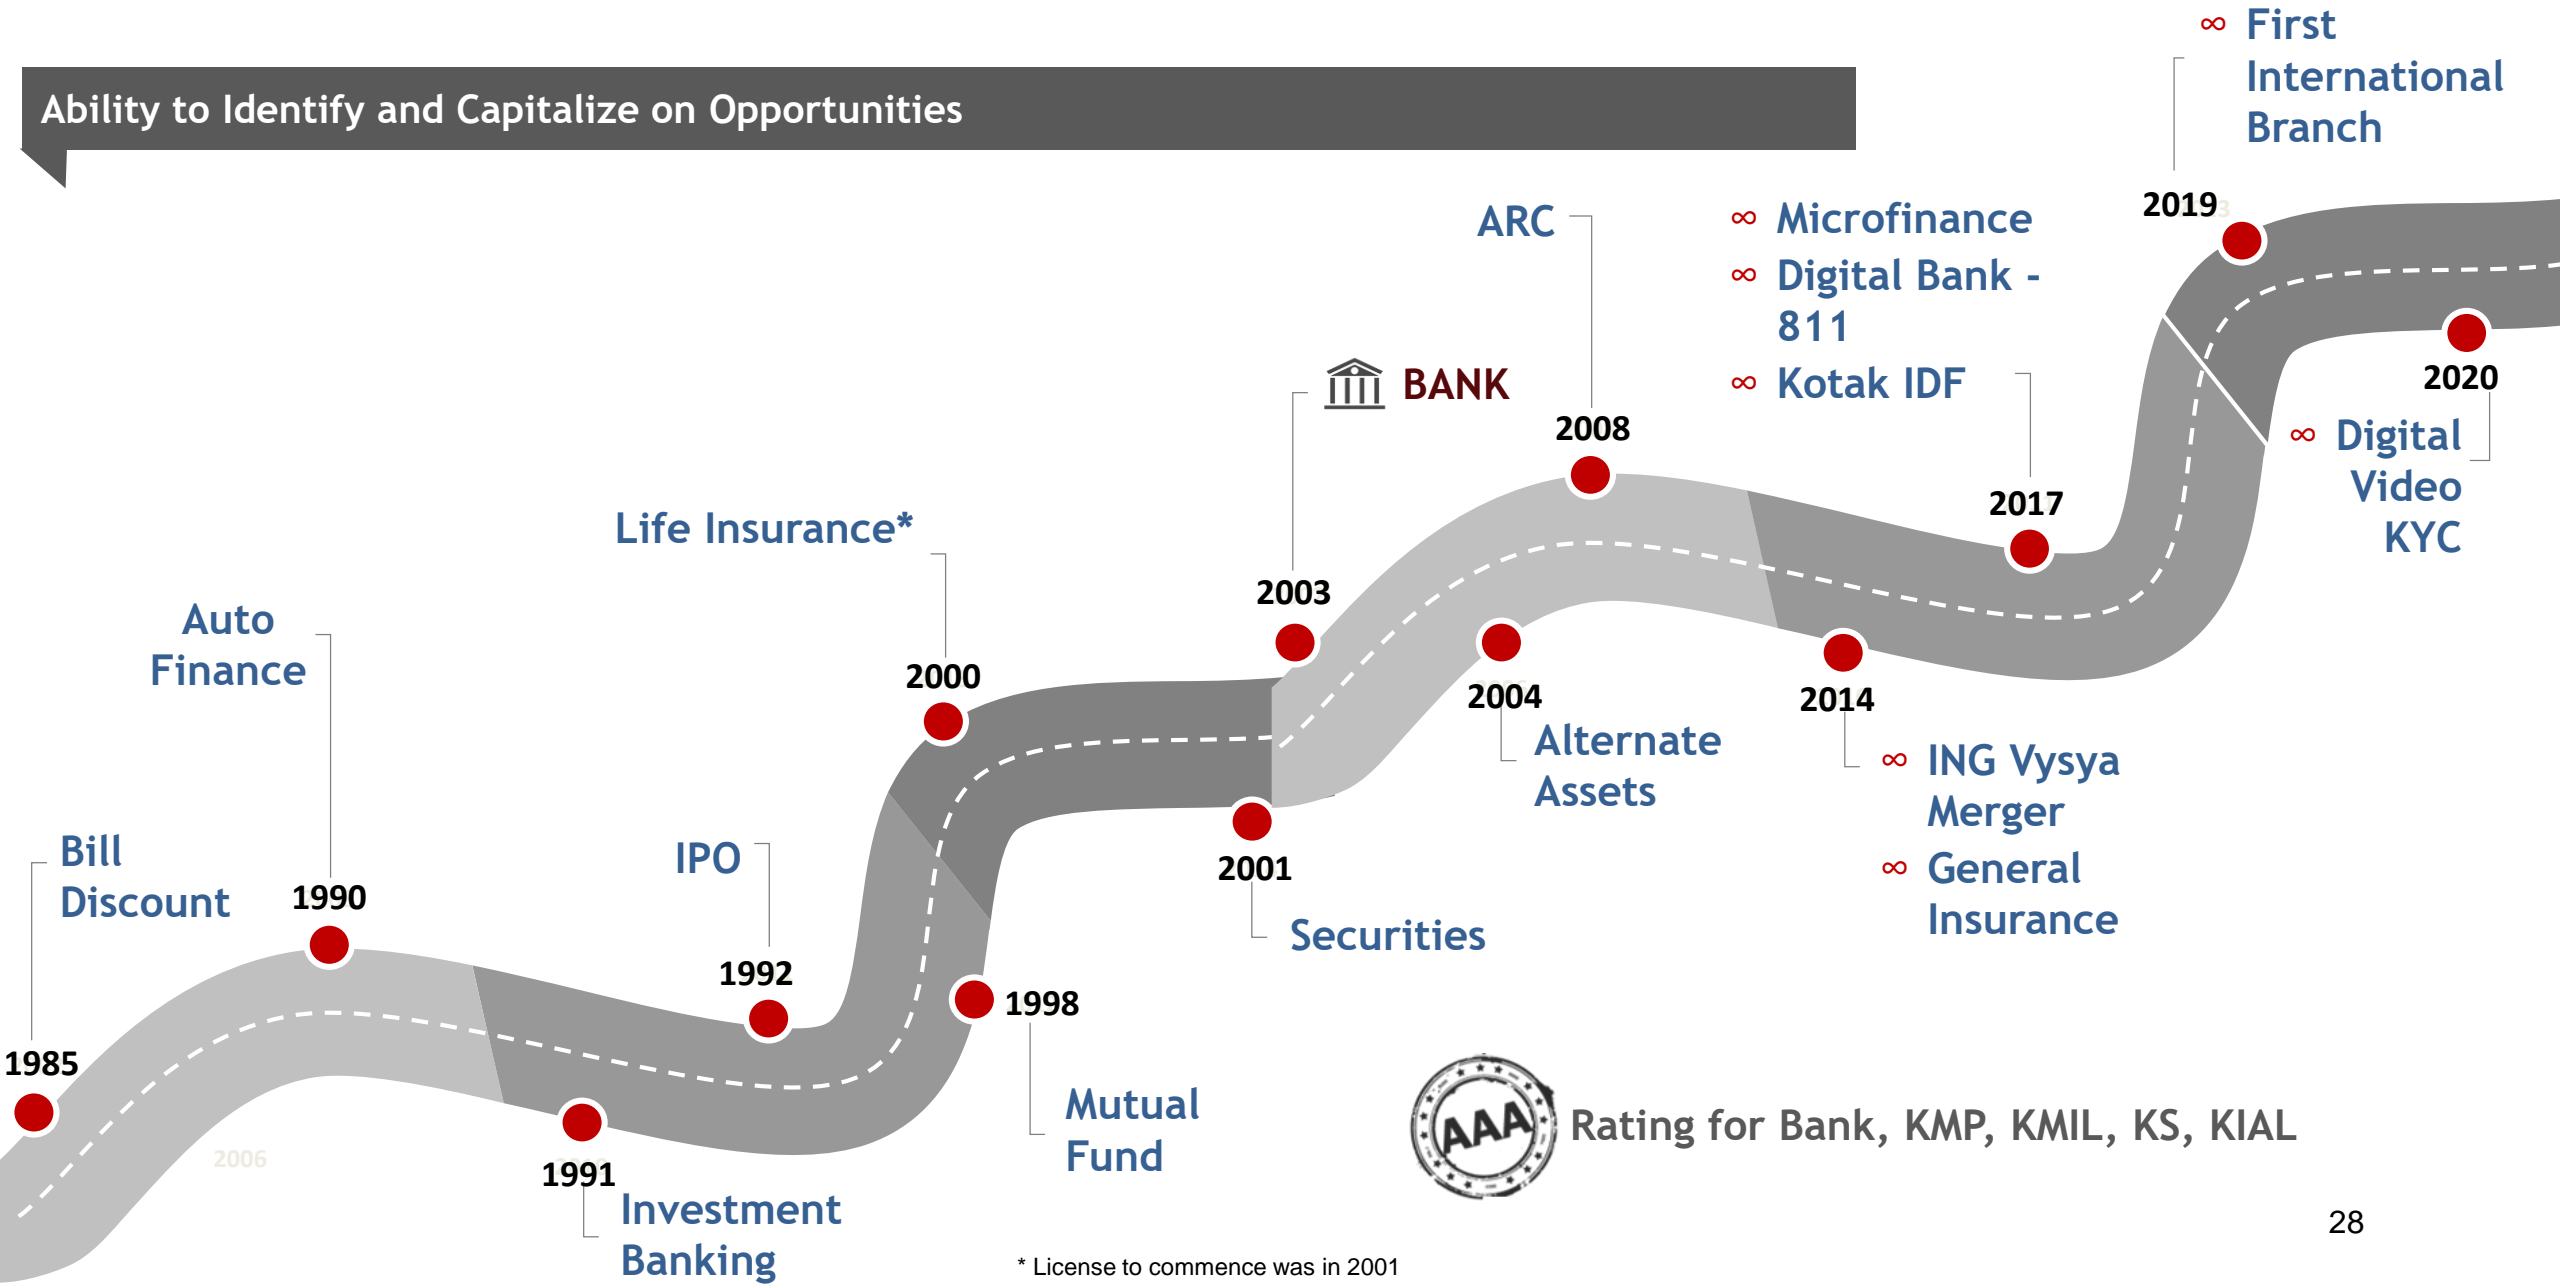 Ability to Identify and Capitalize on Opportunities
∞ First
International
Branch
2019
ARC
∞ Microfinance
∞ Digital Bank -
811
∞ Kotak IDF
2020
∞ Digital
Video
KYC
BANK
2008
2017
Life Insurance*
2003
Auto
Finance
2000
2004
Alternate
Assets
2014
∞ ING Vysya
Merger
∞ General
Insurance
Bill
Discount
1990
IPO
2001
Securities
1992
1998
1985
Mutual
Fund
2006
1991
Investment
Banking
AAA
Rating for Bank, KMP, KMIL, KS, KIAL
28
* License to commence was in 2001